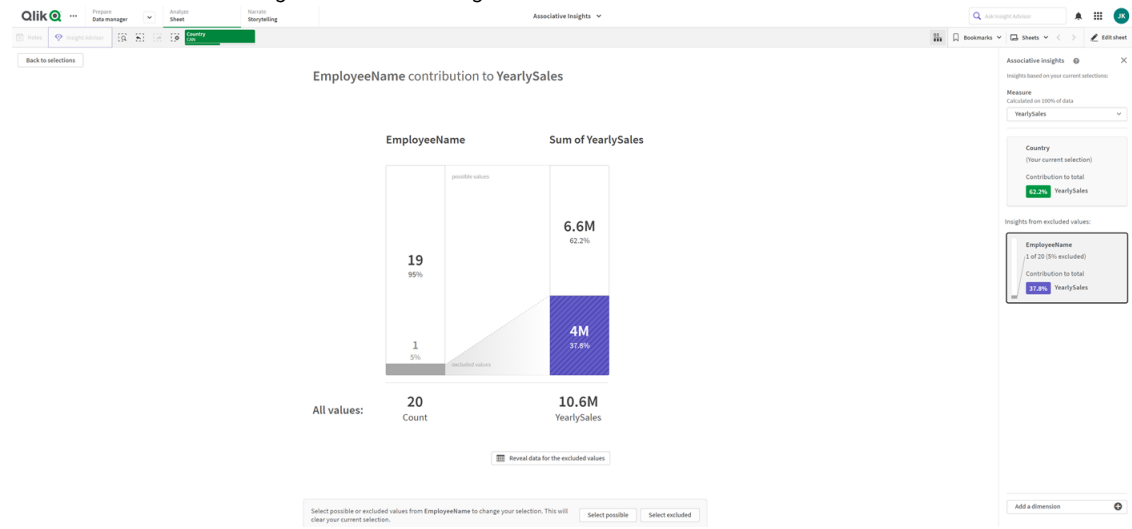 Qlik
Prepare
Data manager
Analyze
Sheet
Narrate
Storytelling
Associative Insights
Ask Insight Advisor
JK
Notes
Insight Advisor
Country
CAN
Bookmarks
Sheets
Edit sheet
Back to selections
EmployeeName contribution to YearlySales
EmployeeName
Sum of YearlySales
possible values
6.6M
62.2%
19
95%
4M
37.8%
1
5%
excluded values
All values:
20
Count
10.6M
YearlySales
Reveal data for the excluded values
Select possible or excluded values from EmployeeName to change your selection. This will
clear your current selection.
Select possible
Select excluded
Associative insights
Insights based on your current selections:
Measure
Calculated on 100% of data
YearlySales
Country
(Your current selection)
Contribution to total
62.2% YearlySales
Insights from excluded values:
EmployeeName
1 of 20 (5% excluded)
Contribution to total
37.8% YearlySales
Add a dimension